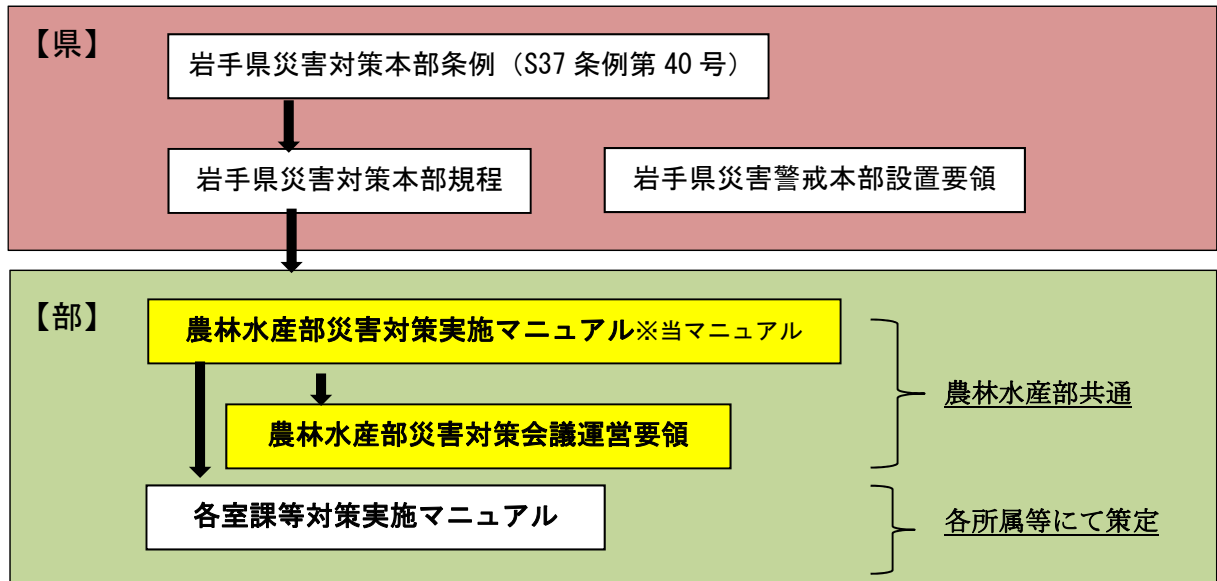 【県】
岩手県災害対策本部条例（S37 条例第 40 号）
岩手県災害対策本部規程
岩手県災害警戒本部設置要領
【部】
農林水産部災害対策実施マニュアル※当マニュアル
農林水産部共通
農林水産部災害対策会議運営要領
各室課等対策実施マニュアル
各所属等にて策定